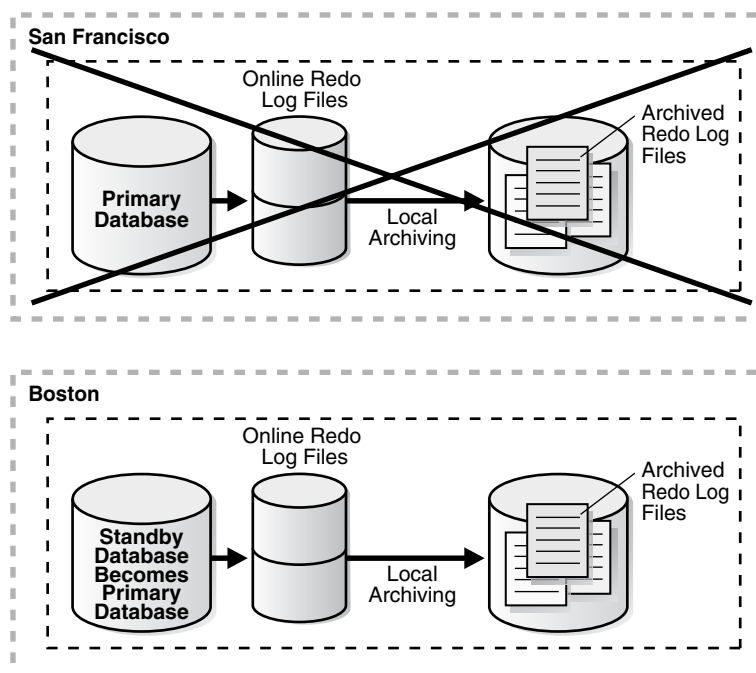 San Francisco
Online Redo
Log Files
Archived
Redo Log
Files
Primary
Database
Local
Archiving
Boston
Online Redo
Log Files
Archived
Redo Log
Files
Standby
Database
Becomes
Primary
Database
Local
Archiving